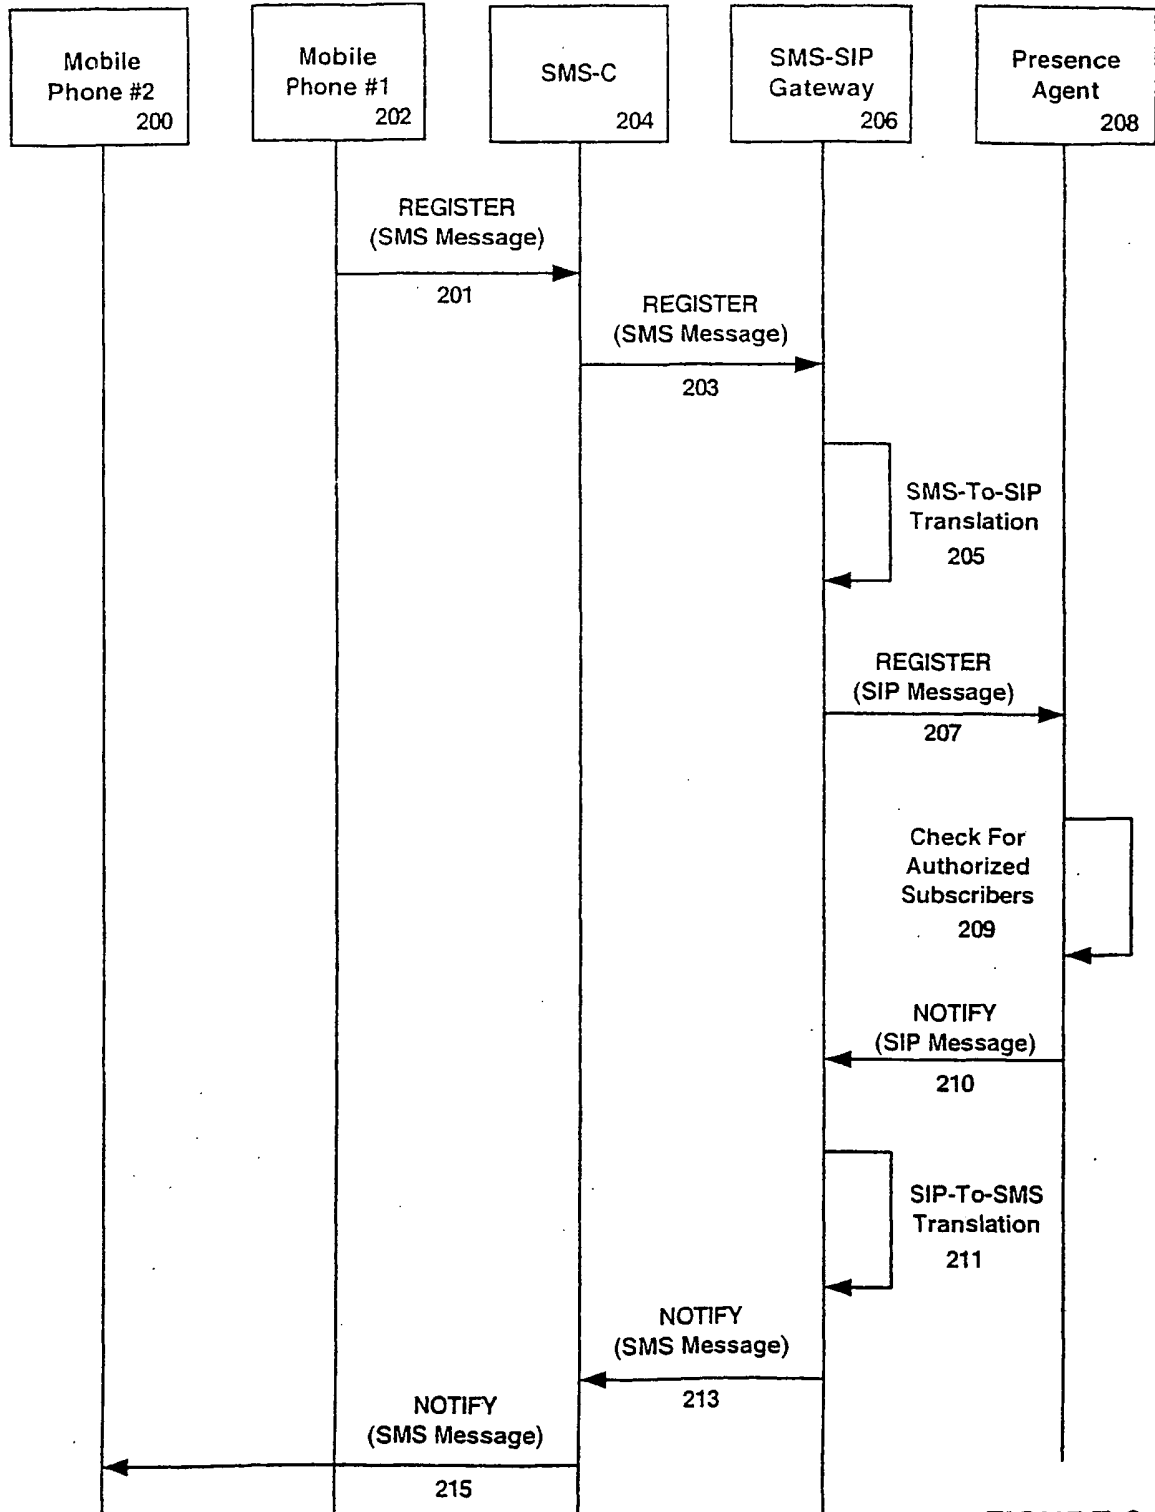 Mobile
Phone #2
200
Mobile
Phone #1
202
SMS-C
204
SMS-SIP
Gateway
206
Presence
Agent
208
REGISTER
(SMS Message)
201
REGISTER
(SMS Message)
203
SMS-To-SIP
Translation
205
REGISTER
(SIP Message)
207
Check For
Authorized
Subscribers
209
NOTIFY
(SIP Message)
210
SIP-To-SMS
Translation
211
NOTIFY
(SMS Message)
213
NOTIFY
(SMS Message)
215